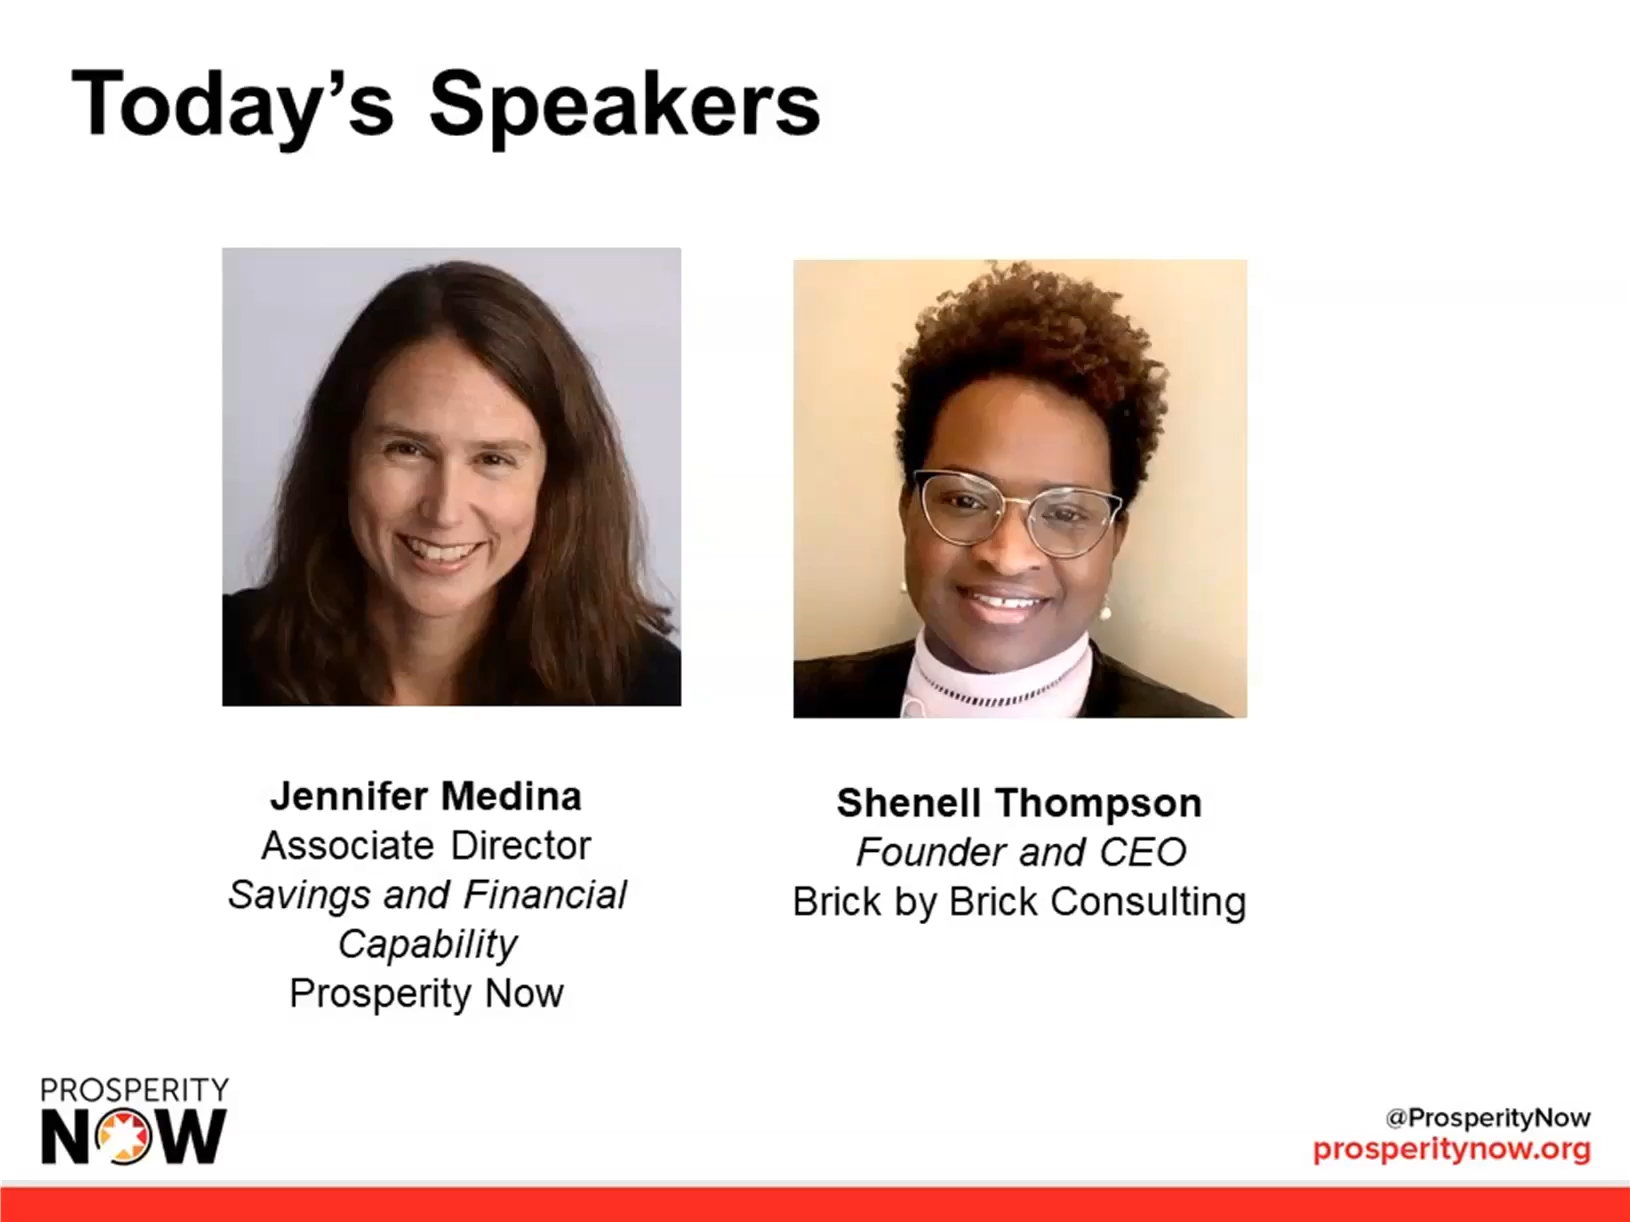 Today’s Speakers
Jennifer Medina
Associate Director
Savings and Financial
Capability
Prosperity Now
Shenell Thompson
Founder and CEO
Brick by Brick Consulting
PROSPERITY
NOW
@ProsperityNow
prosperitynow.org